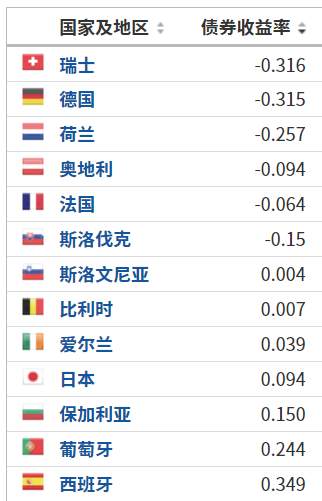 国家及地区 债券收益率
瑞士 -0.316
德国 -0.315
荷兰 -0.257
奥地利 -0.094
法国 -0.064
斯洛伐克 -0.15
斯洛文尼亚 0.004
比利时 0.007
爱尔兰 0.039
日本 0.094
保加利亚 0.150
葡萄牙 0.244
西班牙 0.349